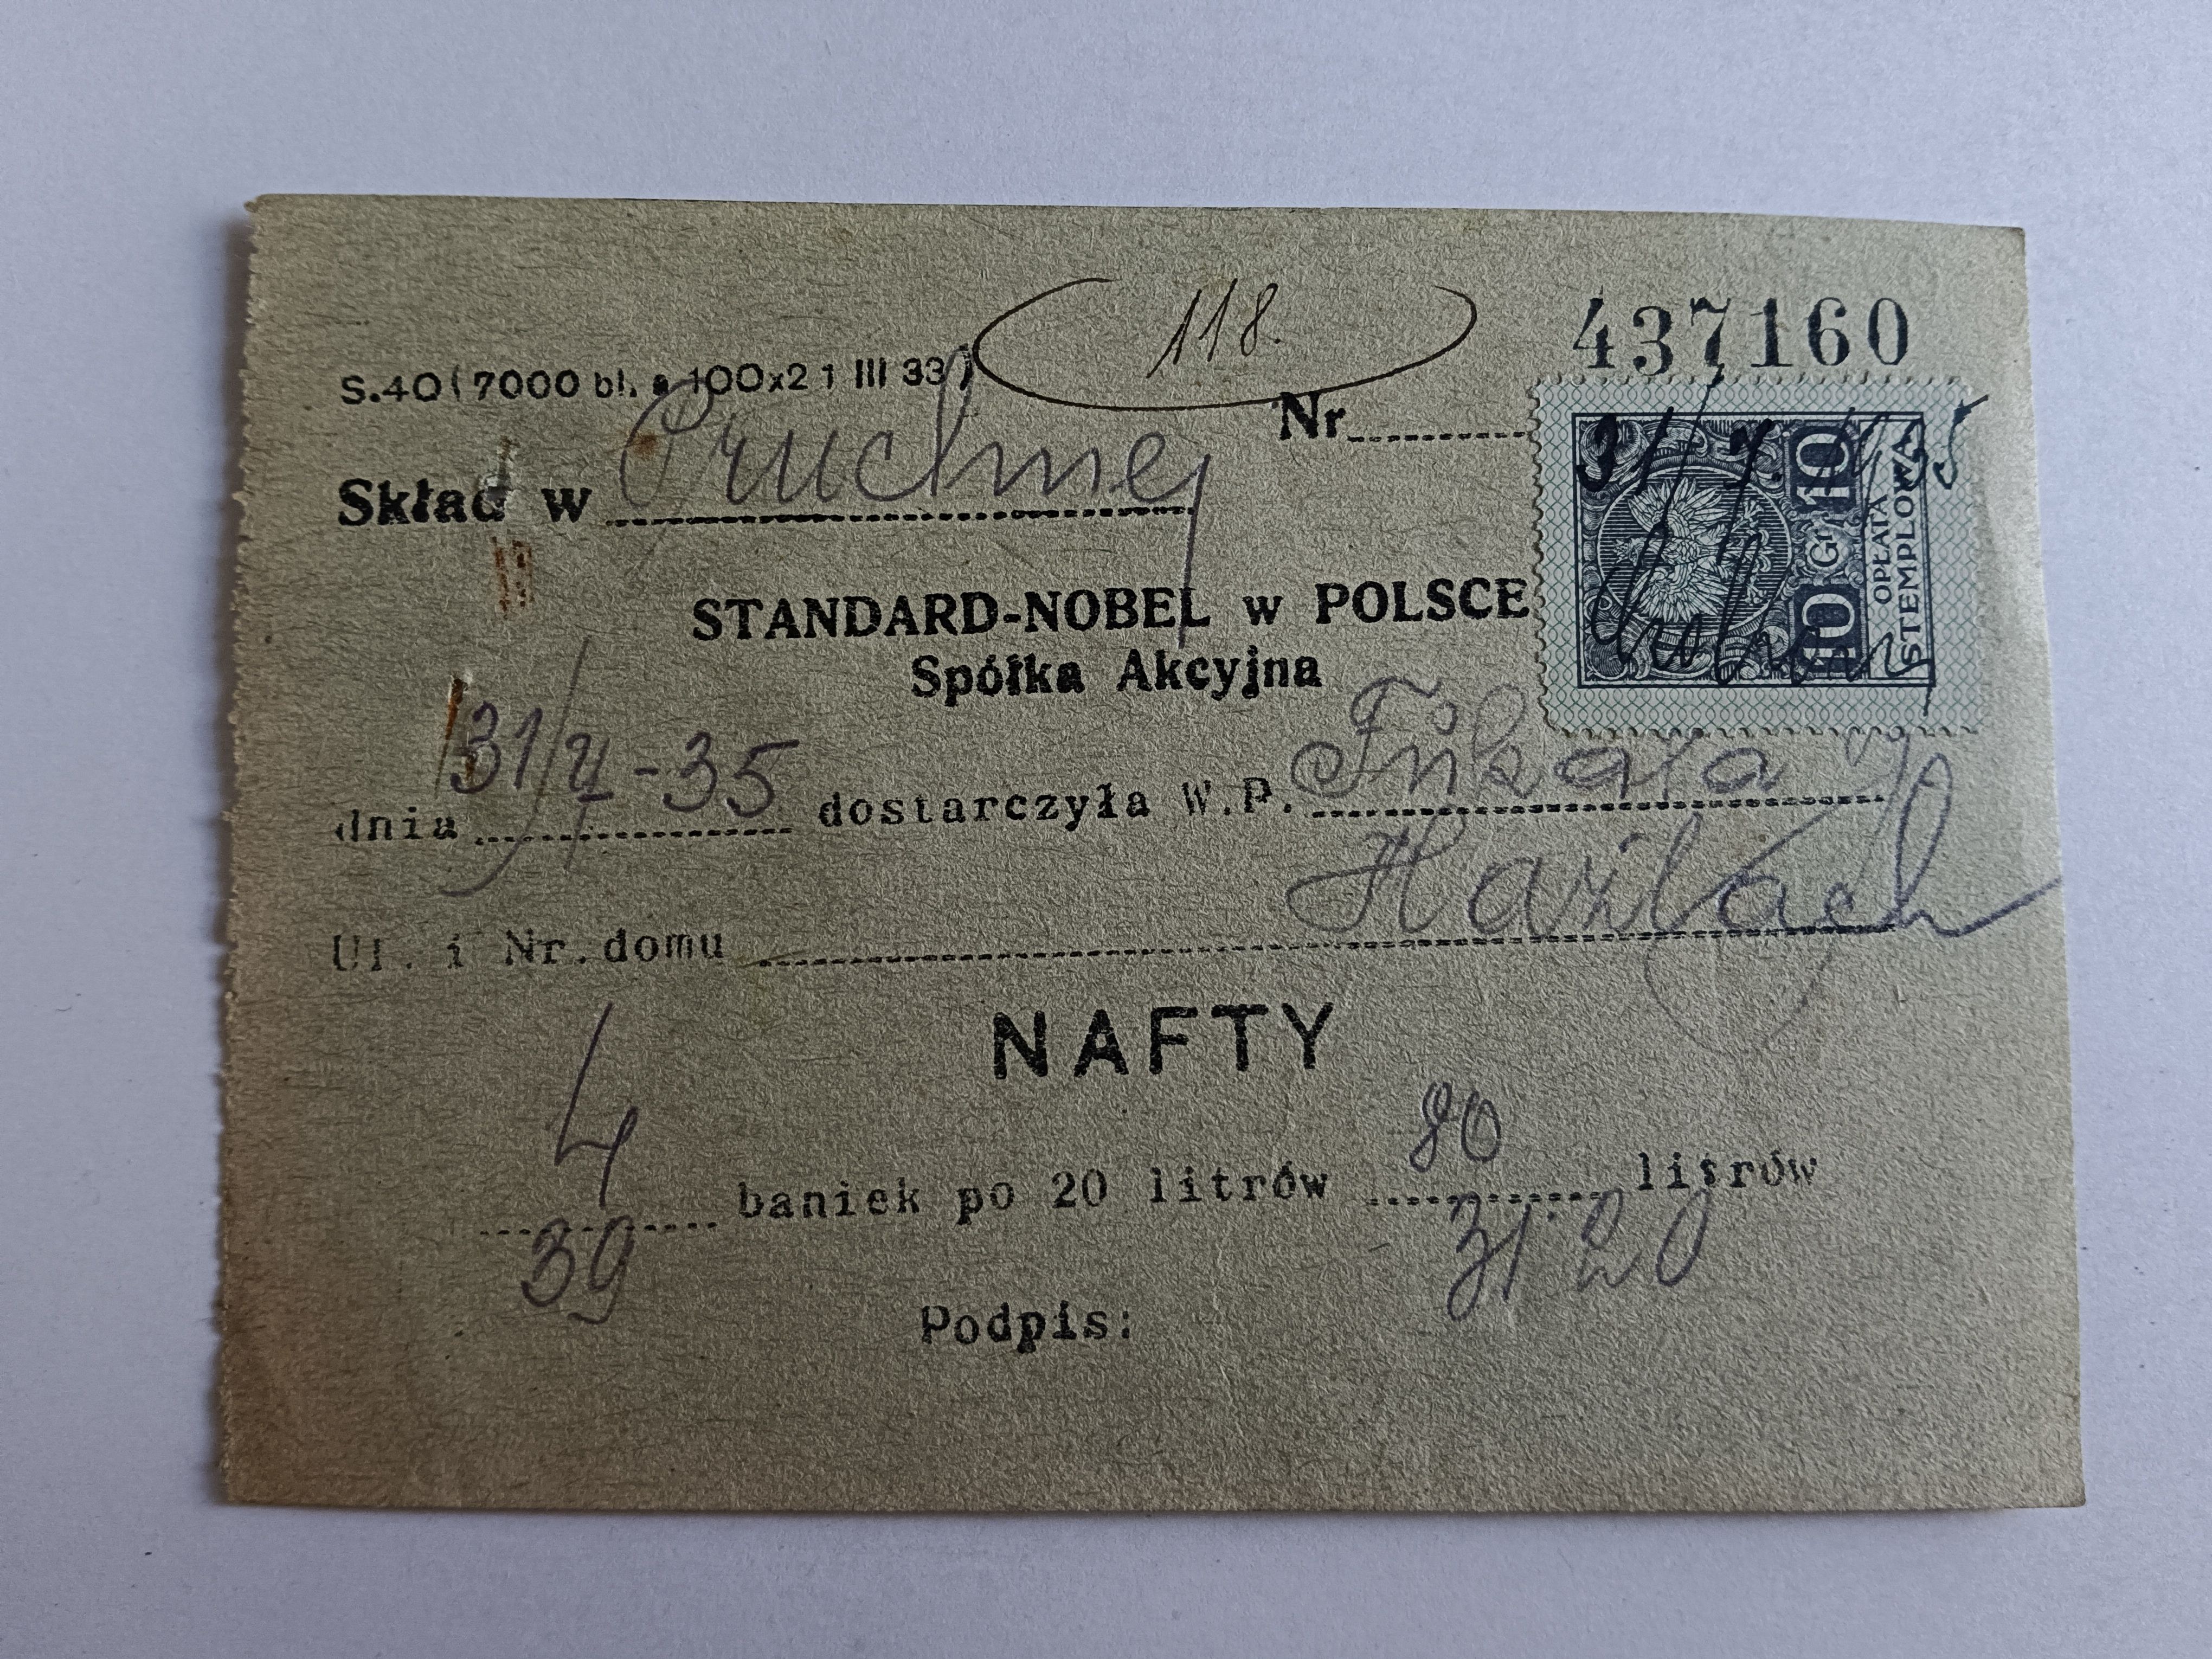 118.
437160
S.40 (7000 bl. a 100x2 1 III 33)
Nr
Skład w Pruchnej
STANDARD-NOBEL w POLSCE
Spółka Akcyjna
10 Gr 10
OPŁATA
STEMPLOWA
dnia 31/ -35 dostarczyła W.P.
Hażlach
Ul. i Nr. domu
NAFTY
4 baniek po 20 litrów 80 litrów
39 31.20
Podpis: